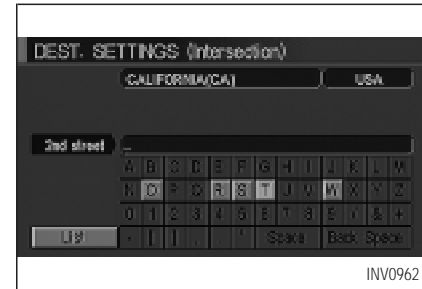 DEST. SETTINGS (Intersection)
CALIFORNIA(CA) USA
2nd street _
A B C D E F G H I J K L M
N O P Q R S T U V W X Y Z
0 1 2 3 4 5 6 7 8 9 / & +
List - [ ] . , ' Space Back Space
INV0962